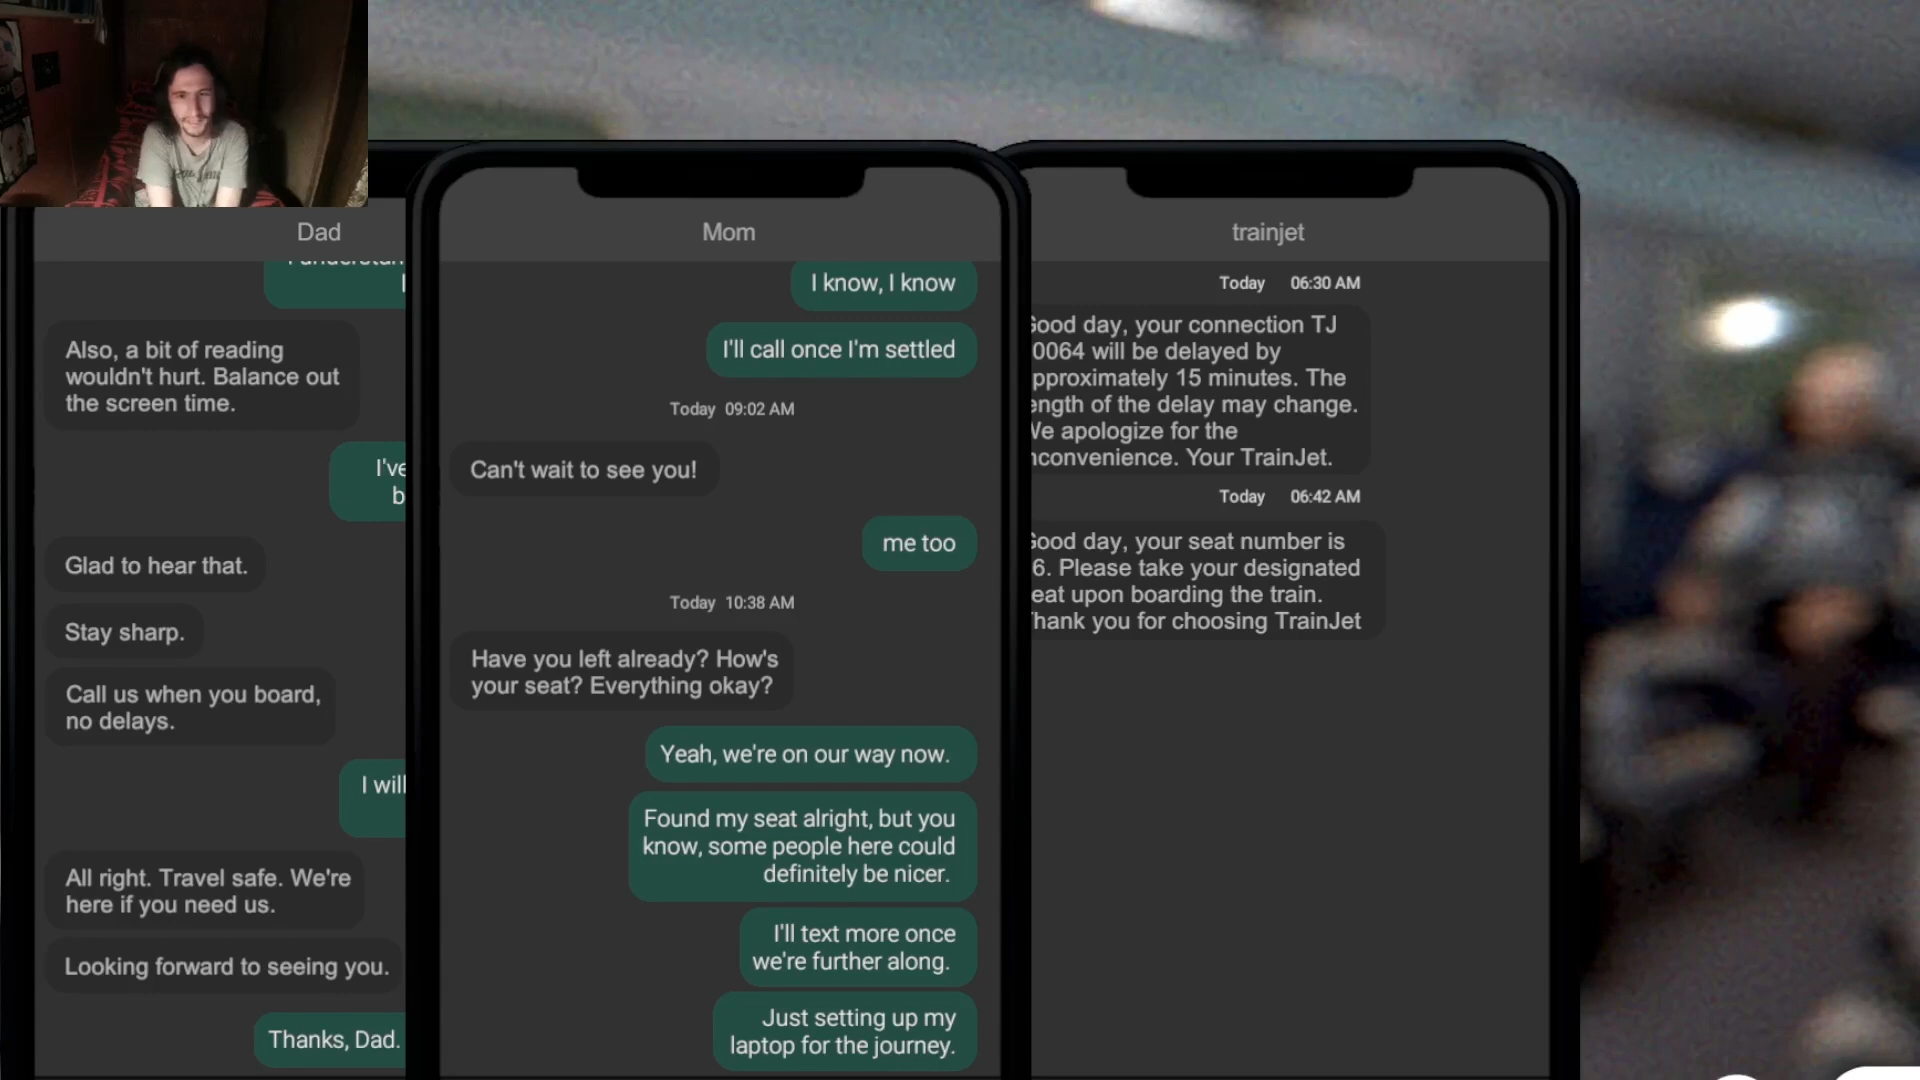 Dad
Also, a bit of reading
wouldn't hurt. Balance out
the screen time.
I've
Glad to hear that.
Stay sharp.
Call us when you board,
no delays.
I will
All right. Travel safe. We're
here if you need us.
Looking forward to seeing you.
Thanks, Dad.
Mom
I know, I know
I'll call once I'm settled
Today 09:02 AM
Can't wait to see you!
me too
Today 10:38 AM
Have you left already? How's
your seat? Everything okay?
Yeah, we're on our way now.
Found my seat alright, but you
know, some people here could
definitely be nicer.
I'll text more once
we're further along.
Just setting up my
laptop for the journey.
trainjet
Today 06:30 AM
day, your connection TJ
0064 will be delayed by
15 minutes. The
of the delay may change.
apologize for the
Your TrainJet.
Today 06:42 AM
day, your seat number is
6. Please take your designated
upon boarding the train.
you for choosing TrainJet